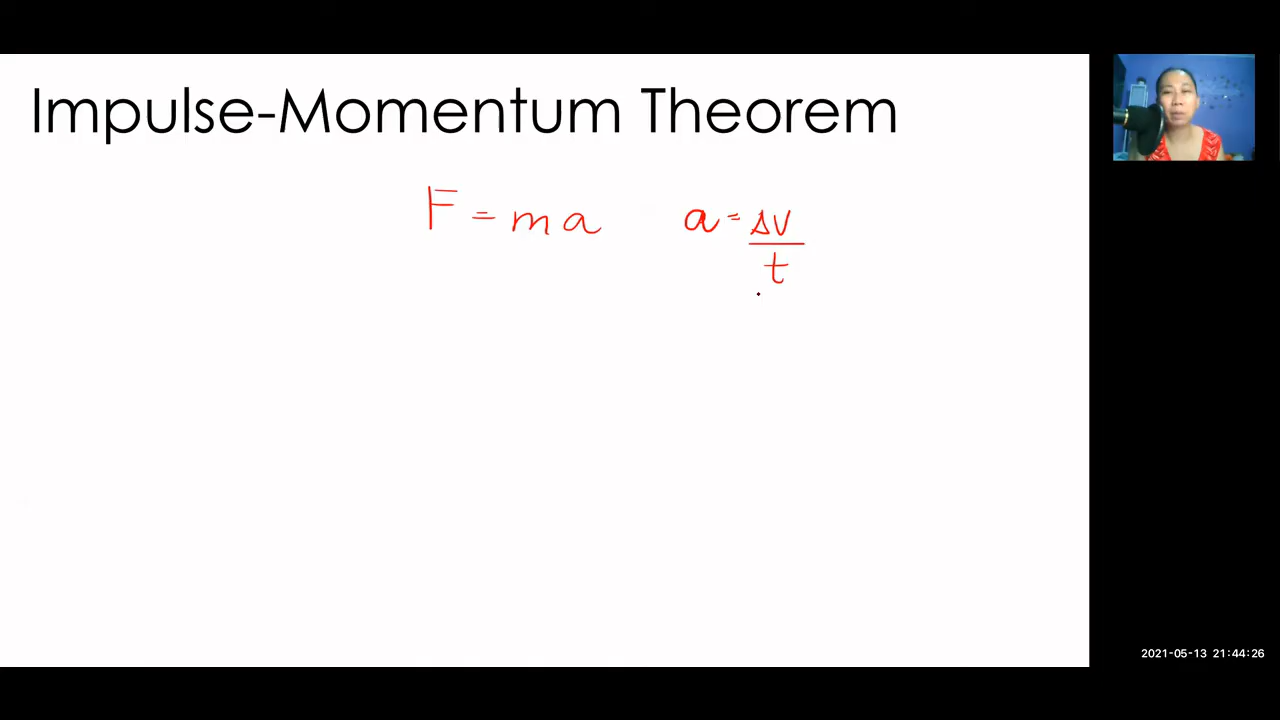 Impulse-Momentum Theorem
F = ma a = Δv
t
2021-05-13 21:44:26